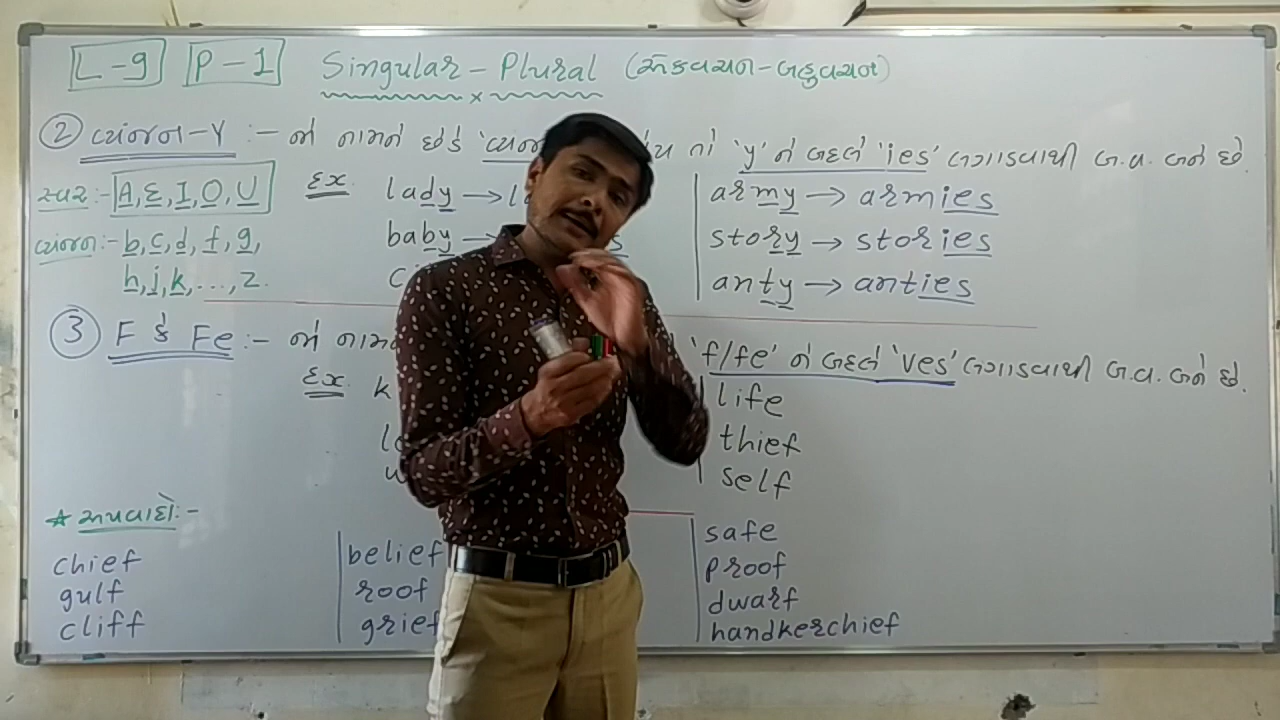 L-9 P-1 Singular-Plural (એકવચન-બહુવચન)
② વ્યંજન-Y :- જો નામને છેડે 'વ્યંજન તો 'y' ને બદલે 'ies' લગાડવાથી બ.વ. બને છે.
સ્વર :- A, E, I, O, U Ex lady → army → armies
વ્યંજન :- b, c, d, f, g, baby → story → stories
h, j, k, ..., z. anty → anties
③ F કે Fe :- જો 'f/fe' ને બદલે 'ves' લગાડવાથી બ.વ. બને છે.
Ex life
thief
self
* અપવાદો :-
chief belief safe
gulf roof proof
cliff grief dwarf
handkerchief